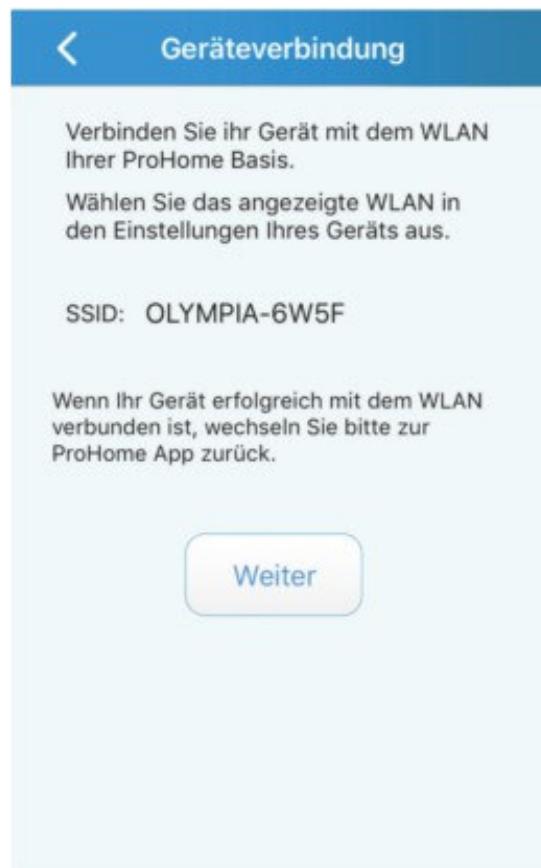 Geräteverbindung
Verbinden Sie ihr Gerät mit dem WLAN
Ihrer ProHome Basis.
Wählen Sie das angezeigte WLAN in
den Einstellungen Ihres Geräts aus.
SSID: OLYMPIA-6W5F
Wenn Ihr Gerät erfolgreich mit dem WLAN
verbunden ist, wechseln Sie bitte zur
ProHome App zurück.
Weiter